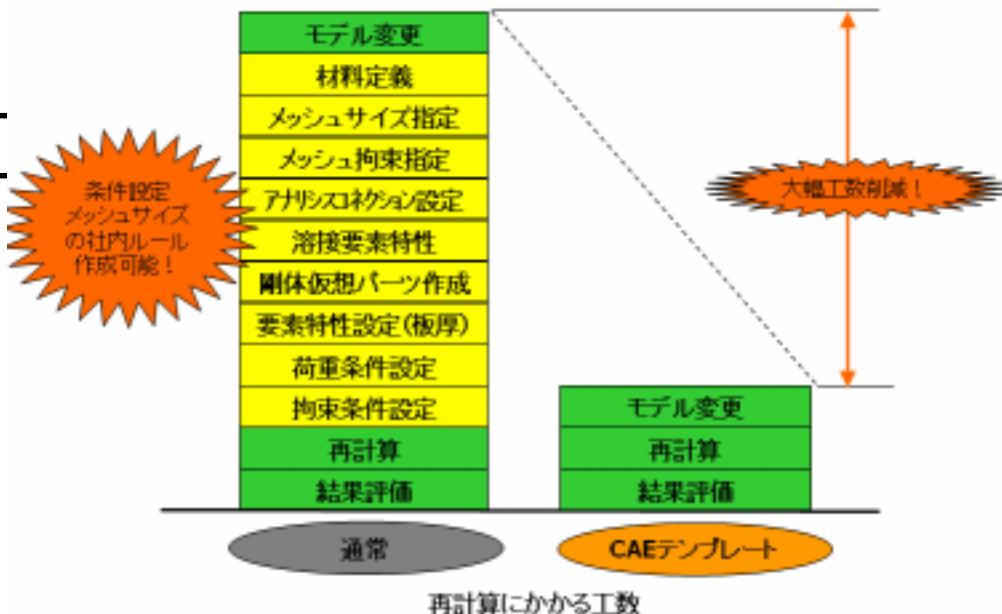 モデル変更
材料定義
メッシュサイズ指定
メッシュ拘束指定
アナリシスコネクション設定
溶接要素特性
剛体仮想パーツ作成
要素特性設定(板厚)
荷重条件設定
拘束条件設定
再計算
結果評価
条件設定
メッシュサイズ
の社内ルール
作成可能!
大幅工数削減!
モデル変更
再計算
結果評価
通常
CAEテンプレート
再計算にかかる工数